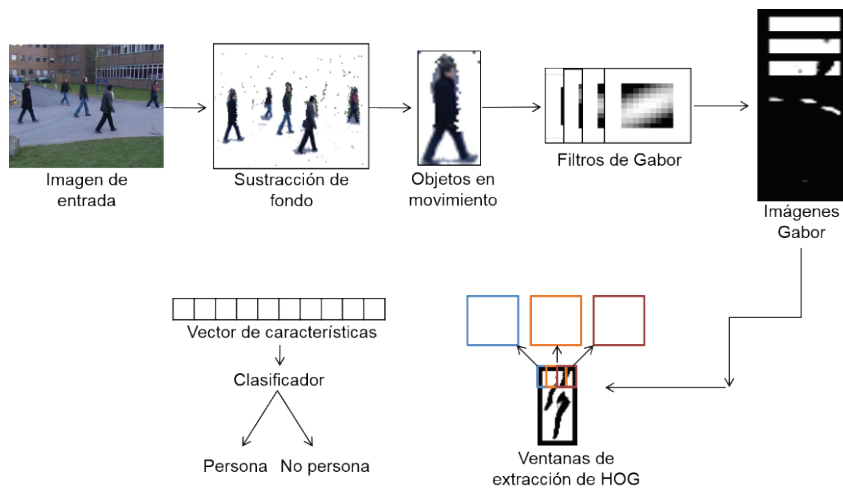 Imagen de
entrada
Sustracción de
fondo
Objetos en
movimiento
Filtros de Gabor
Imágenes
Gabor
Vector de características
Clasificador
Persona
No persona
Ventanas de
extracción de HOG